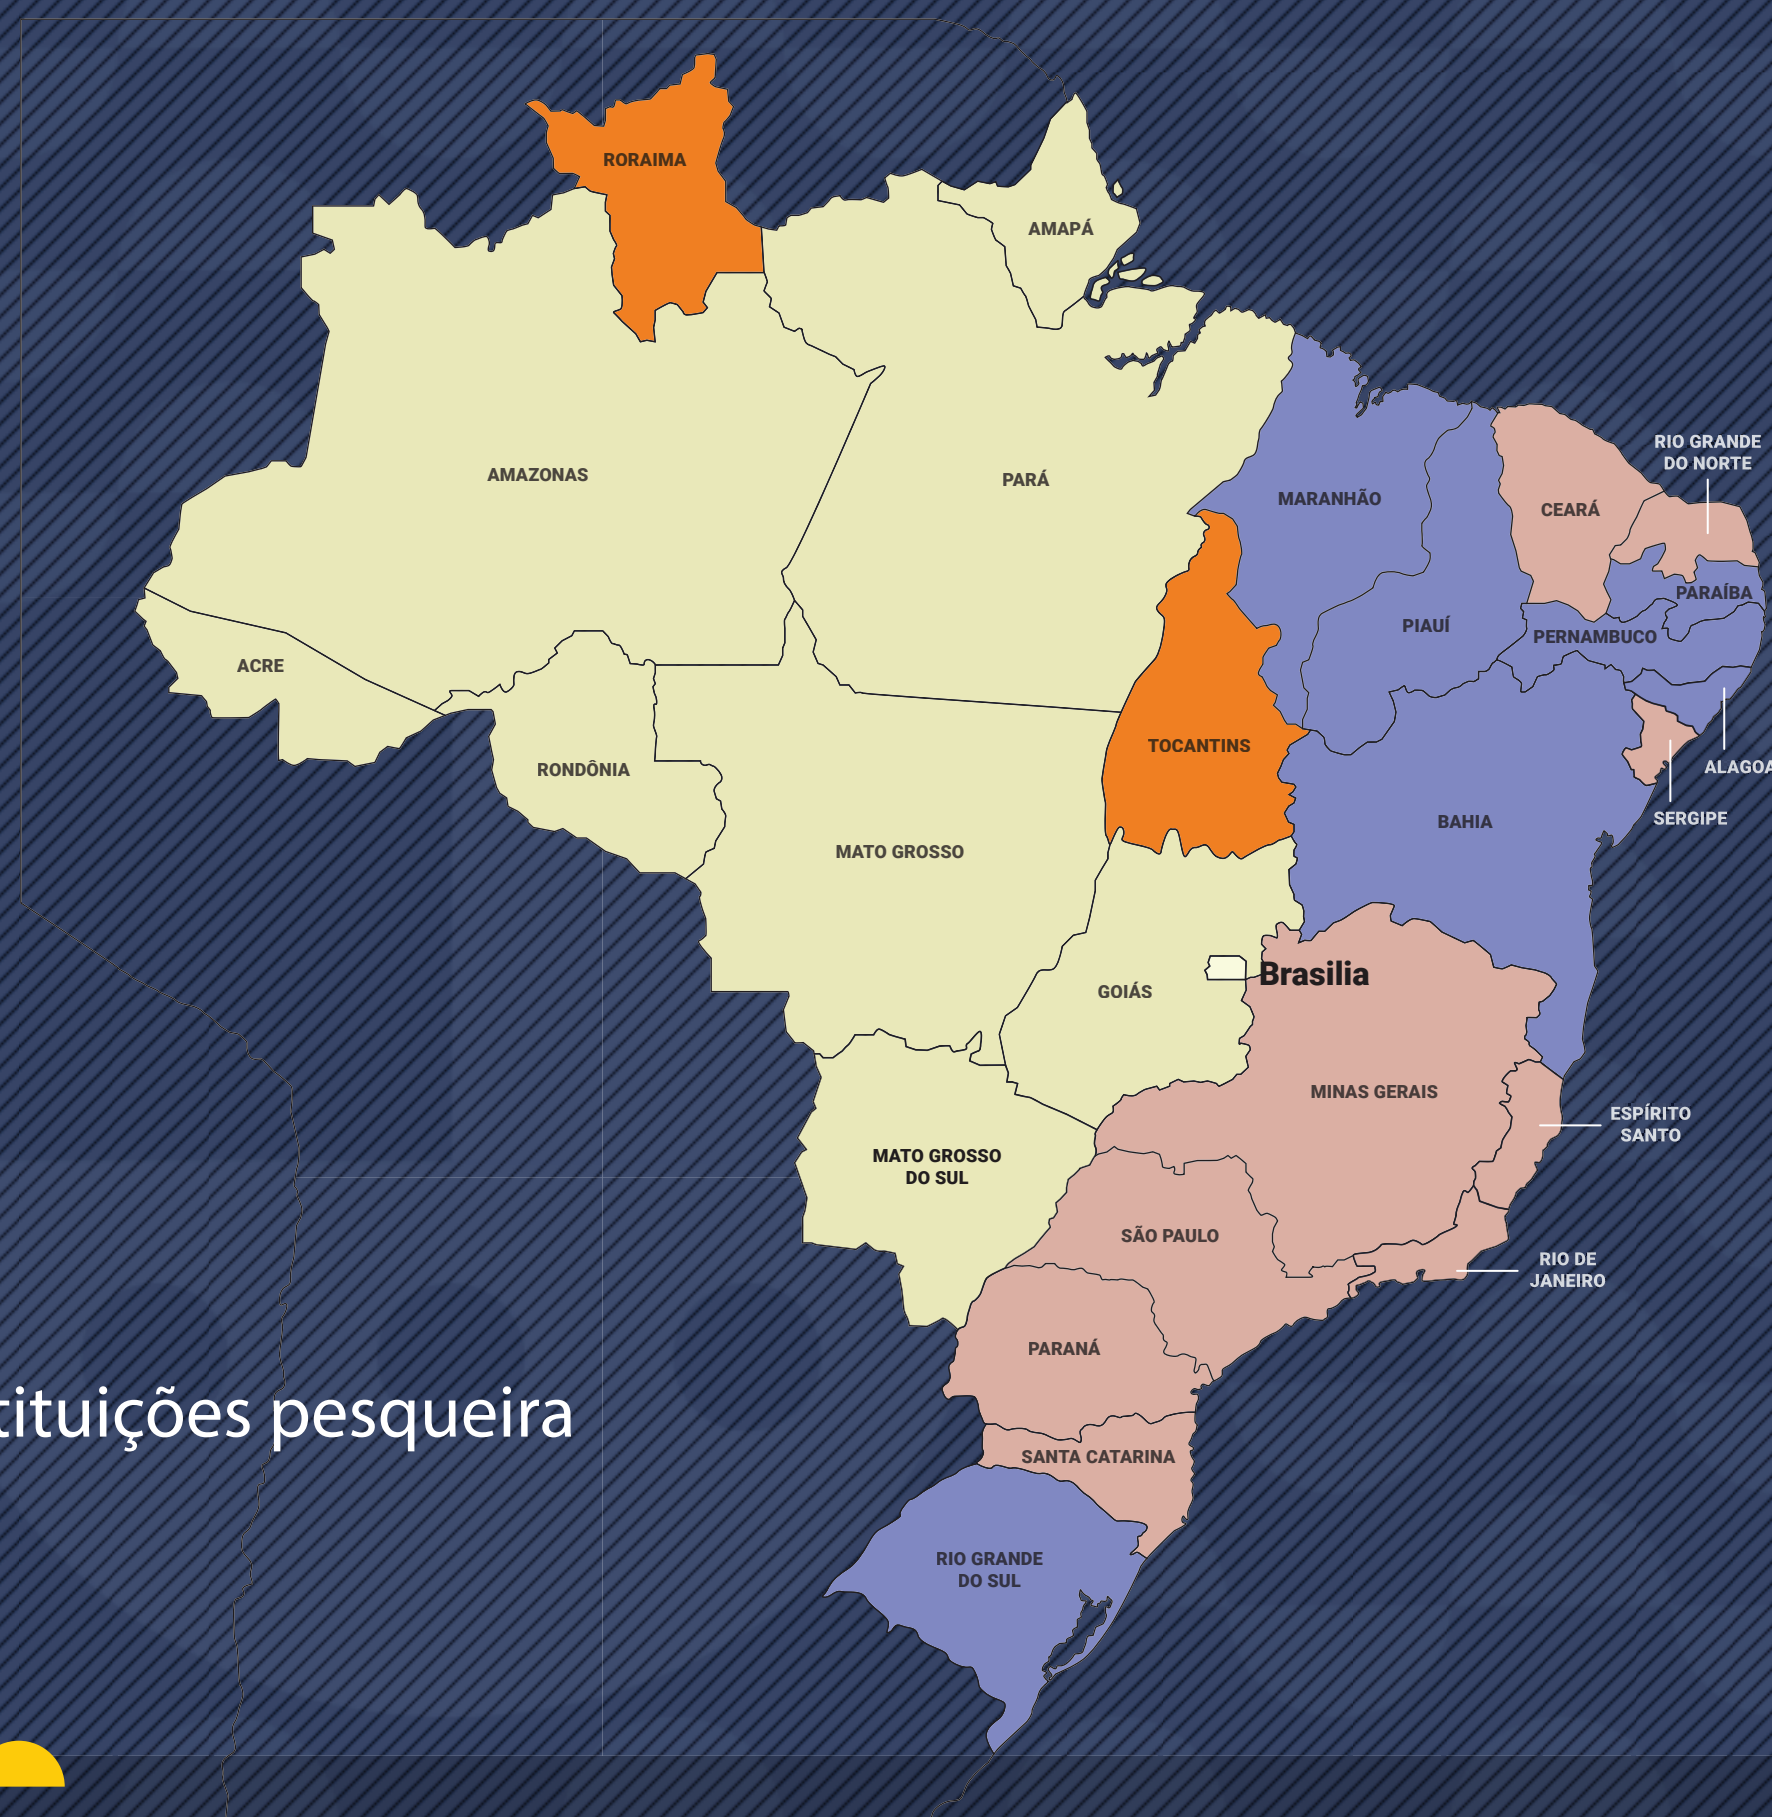 RORAIMA
AMAPÁ
RIO GRANDE
DO NORTE
AMAZONAS
PARÁ
MARANHÃO
CEARÁ
PARAÍBA
PIAUÍ
PERNAMBUCO
ACRE
TOCANTINS
RONDÔNIA
ALAGOA
BAHIA
SERGIPE
MATO GROSSO
Brasilia
GOIÁS
MINAS GERAIS
ESPÍRITO
SANTO
MATO GROSSO
DO SUL
SÃO PAULO
RIO DE
JANEIRO
PARANÁ
tituições pesqueira
SANTA CATARINA
RIO GRANDE
DO SUL